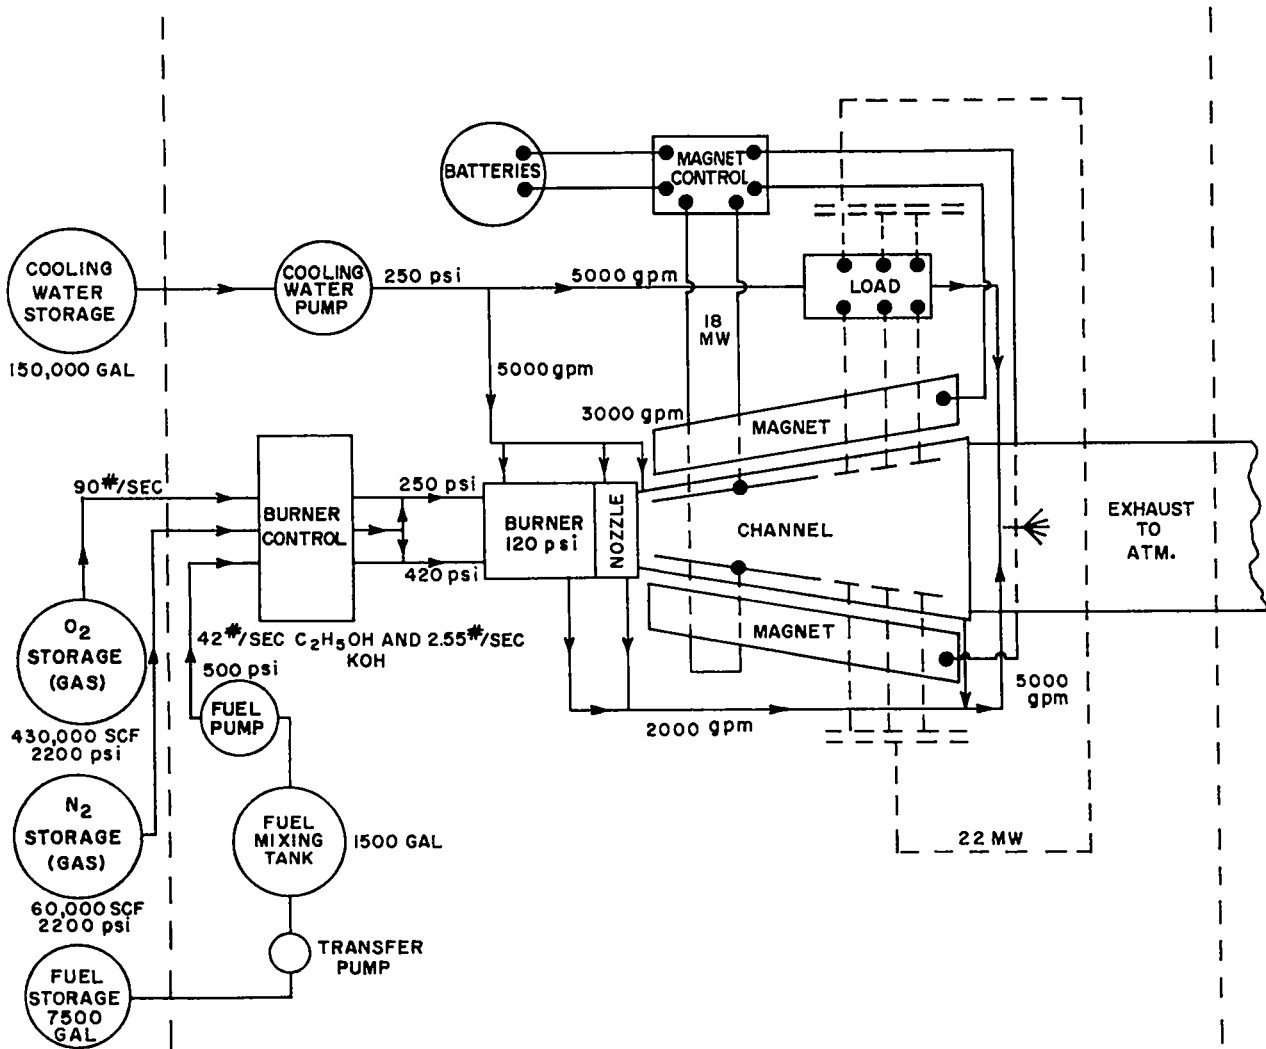 BATTERIES
MAGNET
CONTROL
COOLING
WATER
STORAGE
150,000 GAL
COOLING
WATER
PUMP
250 psi
5000 gpm
LOAD
18
MW
5000 gpm
3000 gpm
MAGNET
90#/SEC
BURNER
CONTROL
250 psi
420 psi
BURNER
120 psi
NOZZLE
CHANNEL
EXHAUST
TO
ATM.
O2
STORAGE
(GAS)
430,000 SCF
2200 psi
42#/SEC C2H5OH AND 2.55#/SEC
KOH
500 psi
FUEL
PUMP
MAGNET
5000
gpm
2000 gpm
N2
STORAGE
(GAS)
60,000 SCF
2200 psi
FUEL
MIXING
TANK
1500 GAL
22 MW
TRANSFER
PUMP
FUEL
STORAGE
7500
GAL